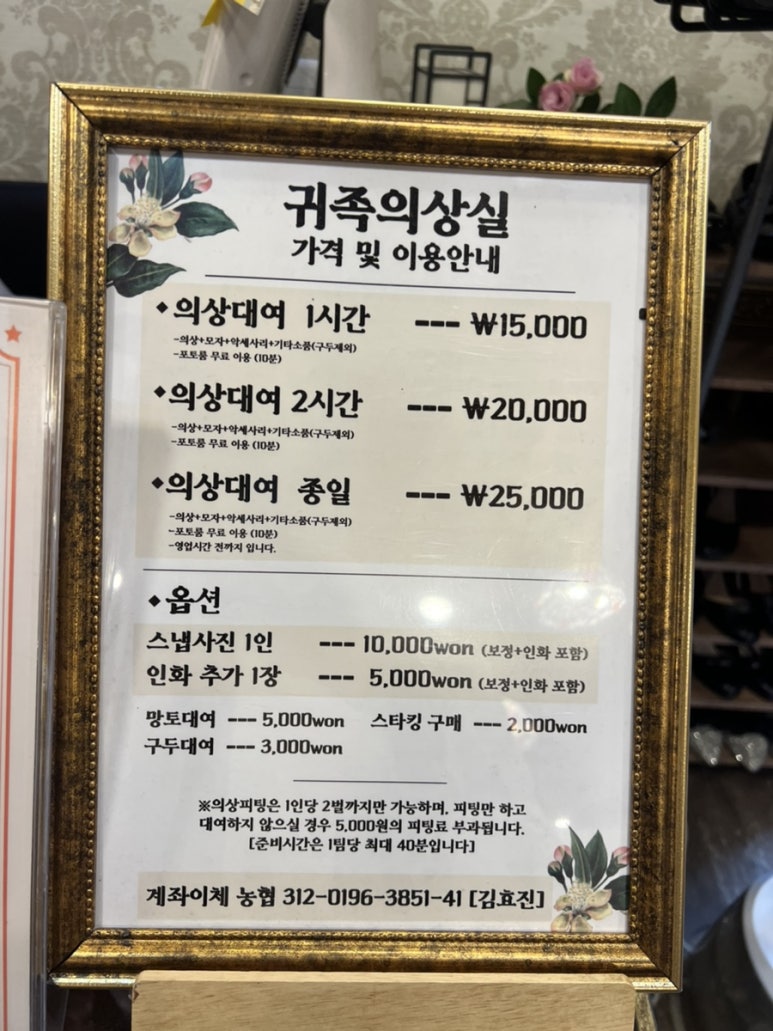 귀족의상실
가격 및 이용안내
◆의상대여 1시간 --- ₩15,000
-의상+모자+악세사리+기타소품(구두제외)
-포토룸 무료 이용 (10분)
◆의상대여 2시간 --- ₩20,000
-의상+모자+악세사리+기타소품(구두제외)
-포토룸 무료 이용 (10분)
◆의상대여 종일 --- ₩25,000
-의상+모자+악세사리+기타소품(구두제외)
-포토룸 무료 이용 (10분)
-영업시간 전까지 입니다.
◆옵션
스냅사진 1인 --- 10,000won (보정+인화 포함)
인화 추가 1장 --- 5,000won (보정+인화 포함)
망토대여 --- 5,000won 스타킹 구매 --- 2,000won
구두대여 --- 3,000won
※의상피팅은 1인당 2벌까지만 가능하며, 피팅만 하고
대여하지 않으실 경우 5,000원의 피팅료 부과됩니다.
[준비시간은 1팀당 최대 40분입니다]
계좌이체 농협 312-0196-3851-41 [김효진]